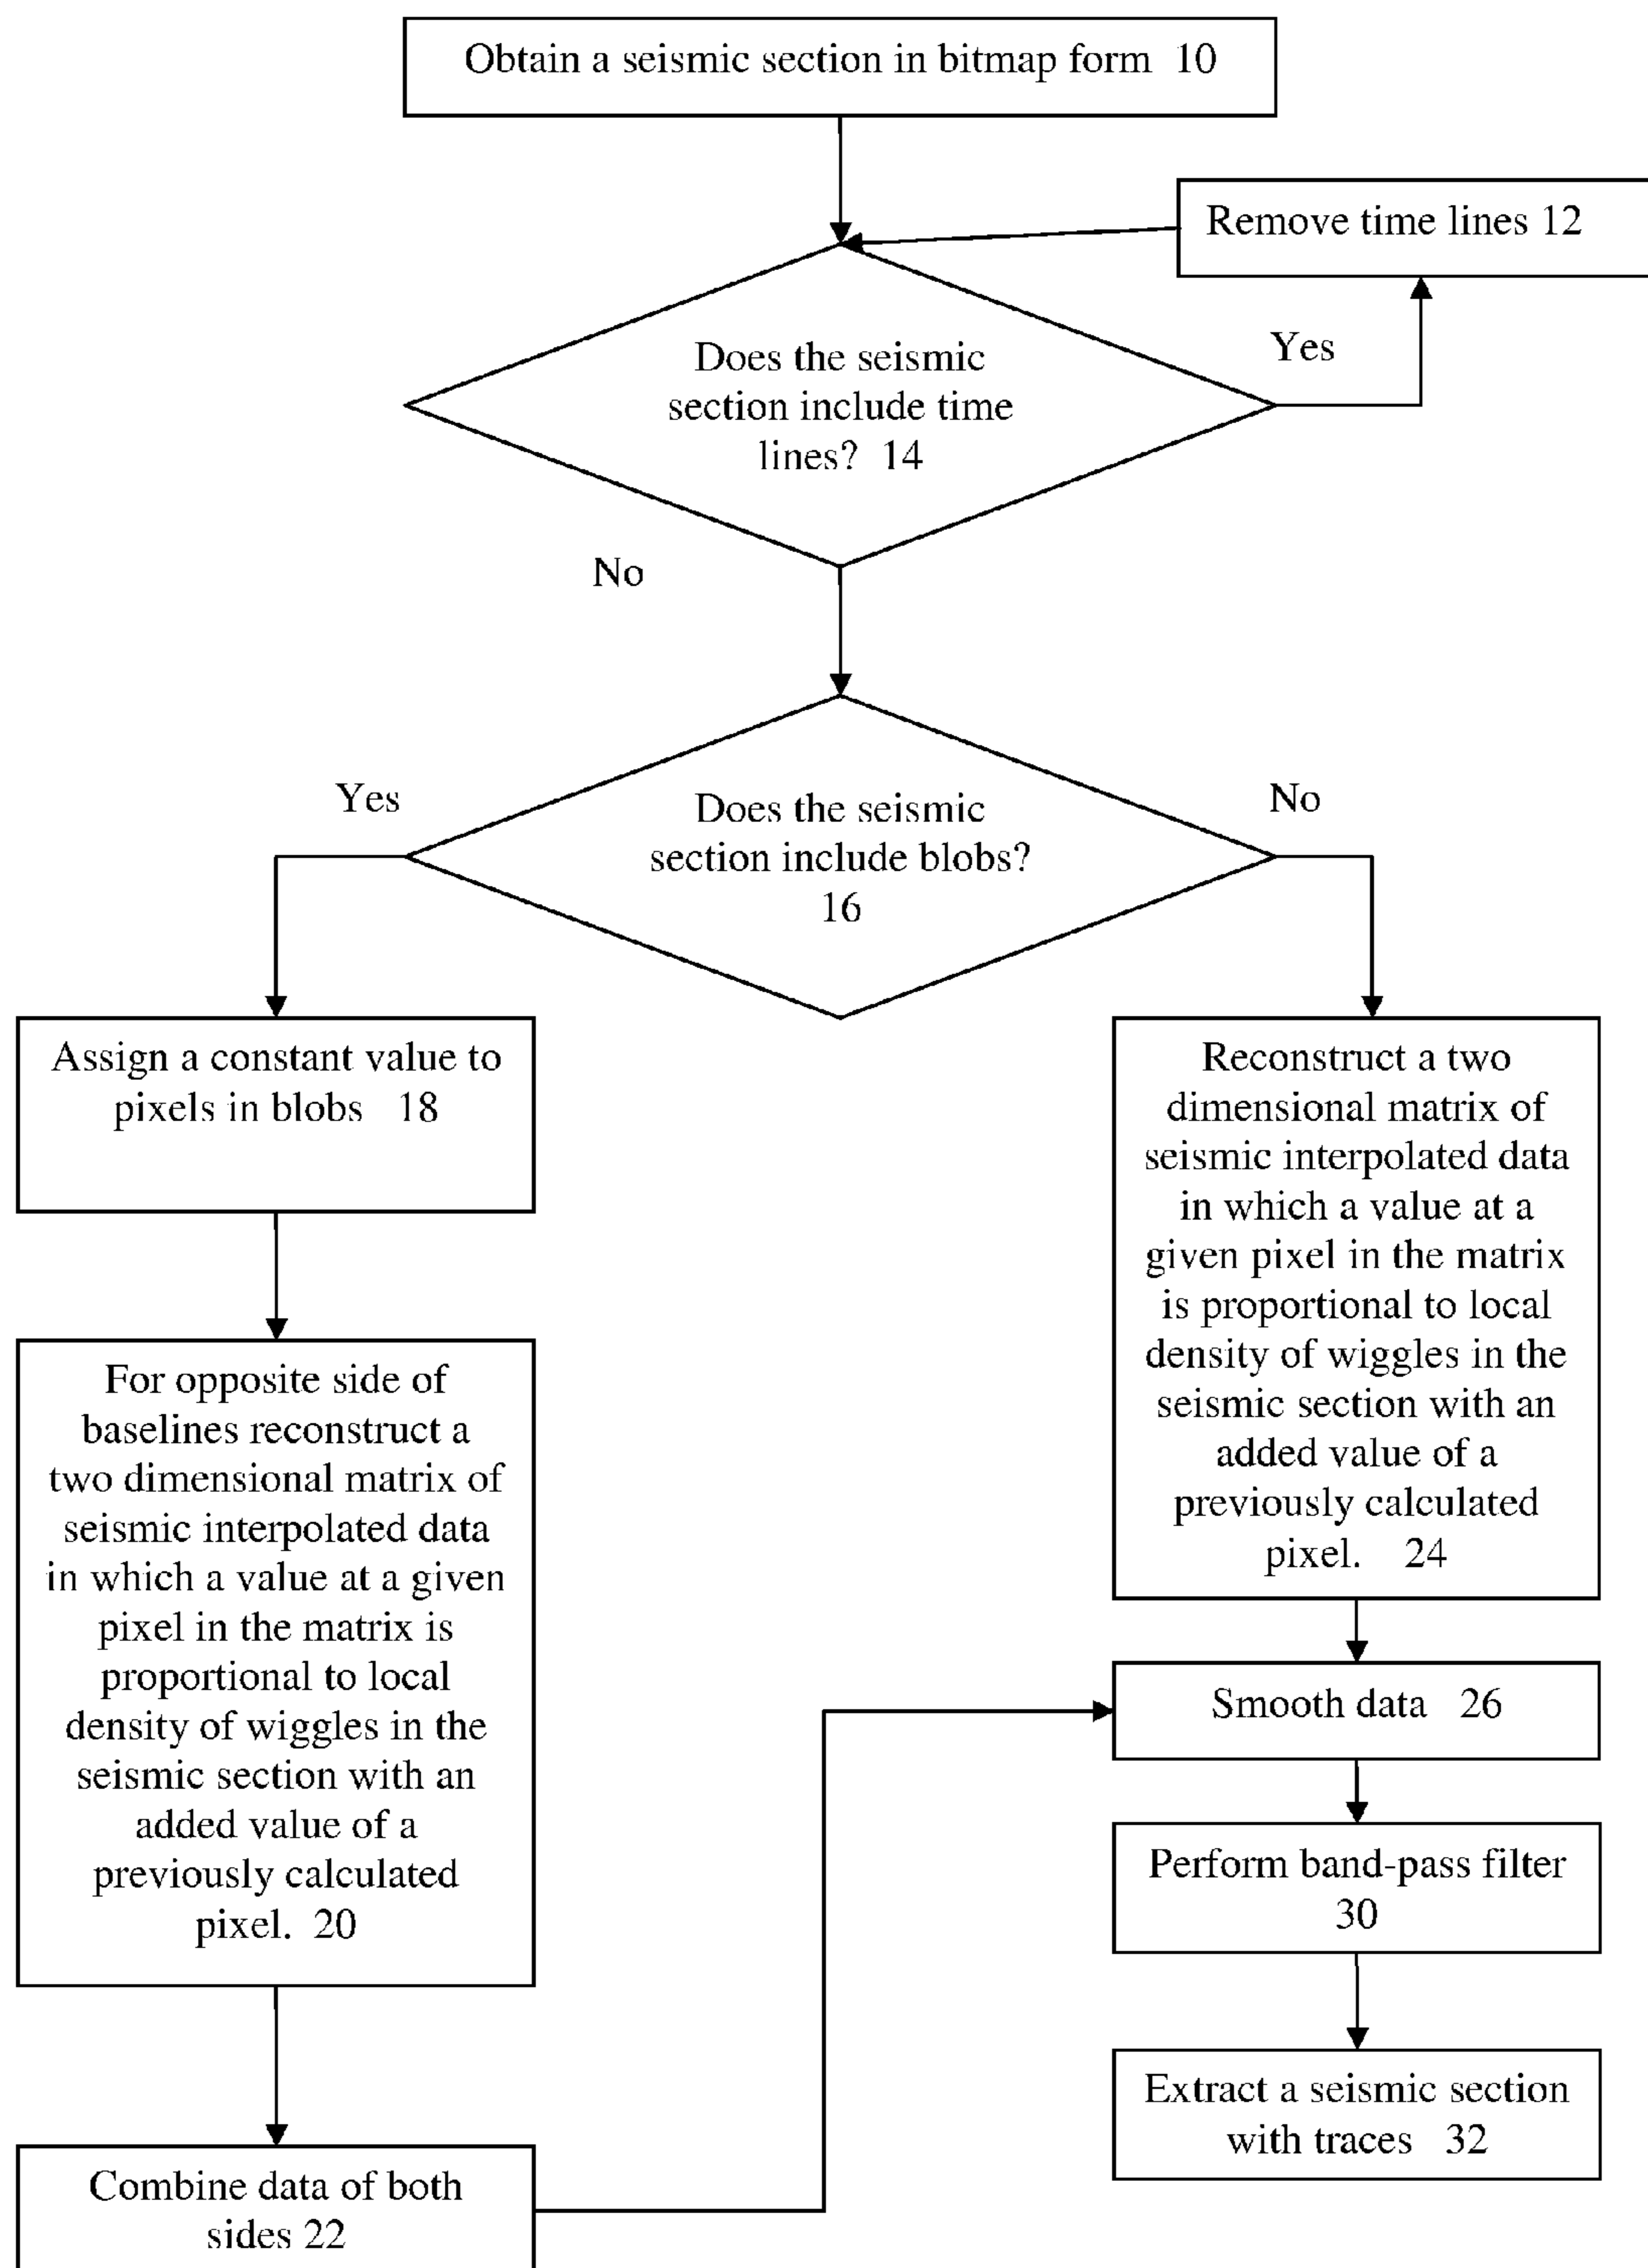 Obtain a seismic section in bitmap form 10
Remove time lines 12
Does the seismic
section include time
lines? 14
Yes
No
Does the seismic
section include blobs?
16
Yes
No
Assign a constant value to
pixels in blobs 18
For opposite side of
baselines reconstruct a
two dimensional matrix of
seismic interpolated data
in which a value at a given
pixel in the matrix is
proportional to local
density of wiggles in the
seismic section with an
added value of a
previously calculated
pixel. 20
Combine data of both
sides 22
Reconstruct a two
dimensional matrix of
seismic interpolated data
in which a value at a
given pixel in the matrix
is proportional to local
density of wiggles in the
seismic section with an
added value of a
previously calculated
pixel. 24
Smooth data 26
Perform band-pass filter
30
Extract a seismic section
with traces 32